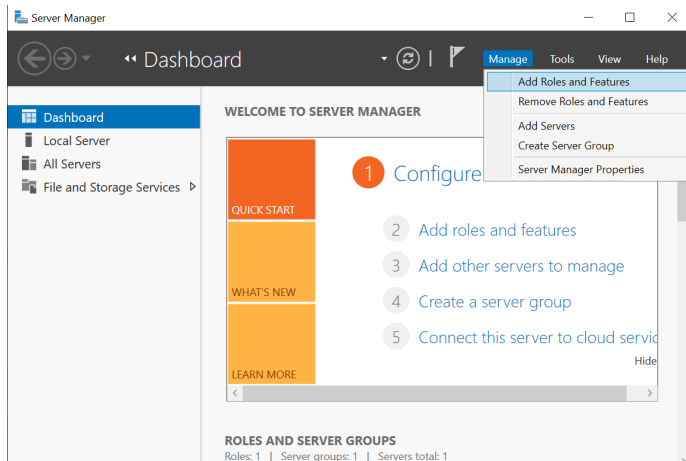 Server Manager
Dashboard
Manage Tools View Help
Add Roles and Features
Remove Roles and Features
Add Servers
Create Server Group
Server Manager Properties
Dashboard
Local Server
All Servers
File and Storage Services
WELCOME TO SERVER MANAGER
QUICK START
WHAT'S NEW
LEARN MORE
1 Configure
2 Add roles and features
3 Add other servers to manage
4 Create a server group
5 Connect this server to cloud servic
Hide
ROLES AND SERVER GROUPS
Roles: 1 | Server groups: 1 | Servers total: 1